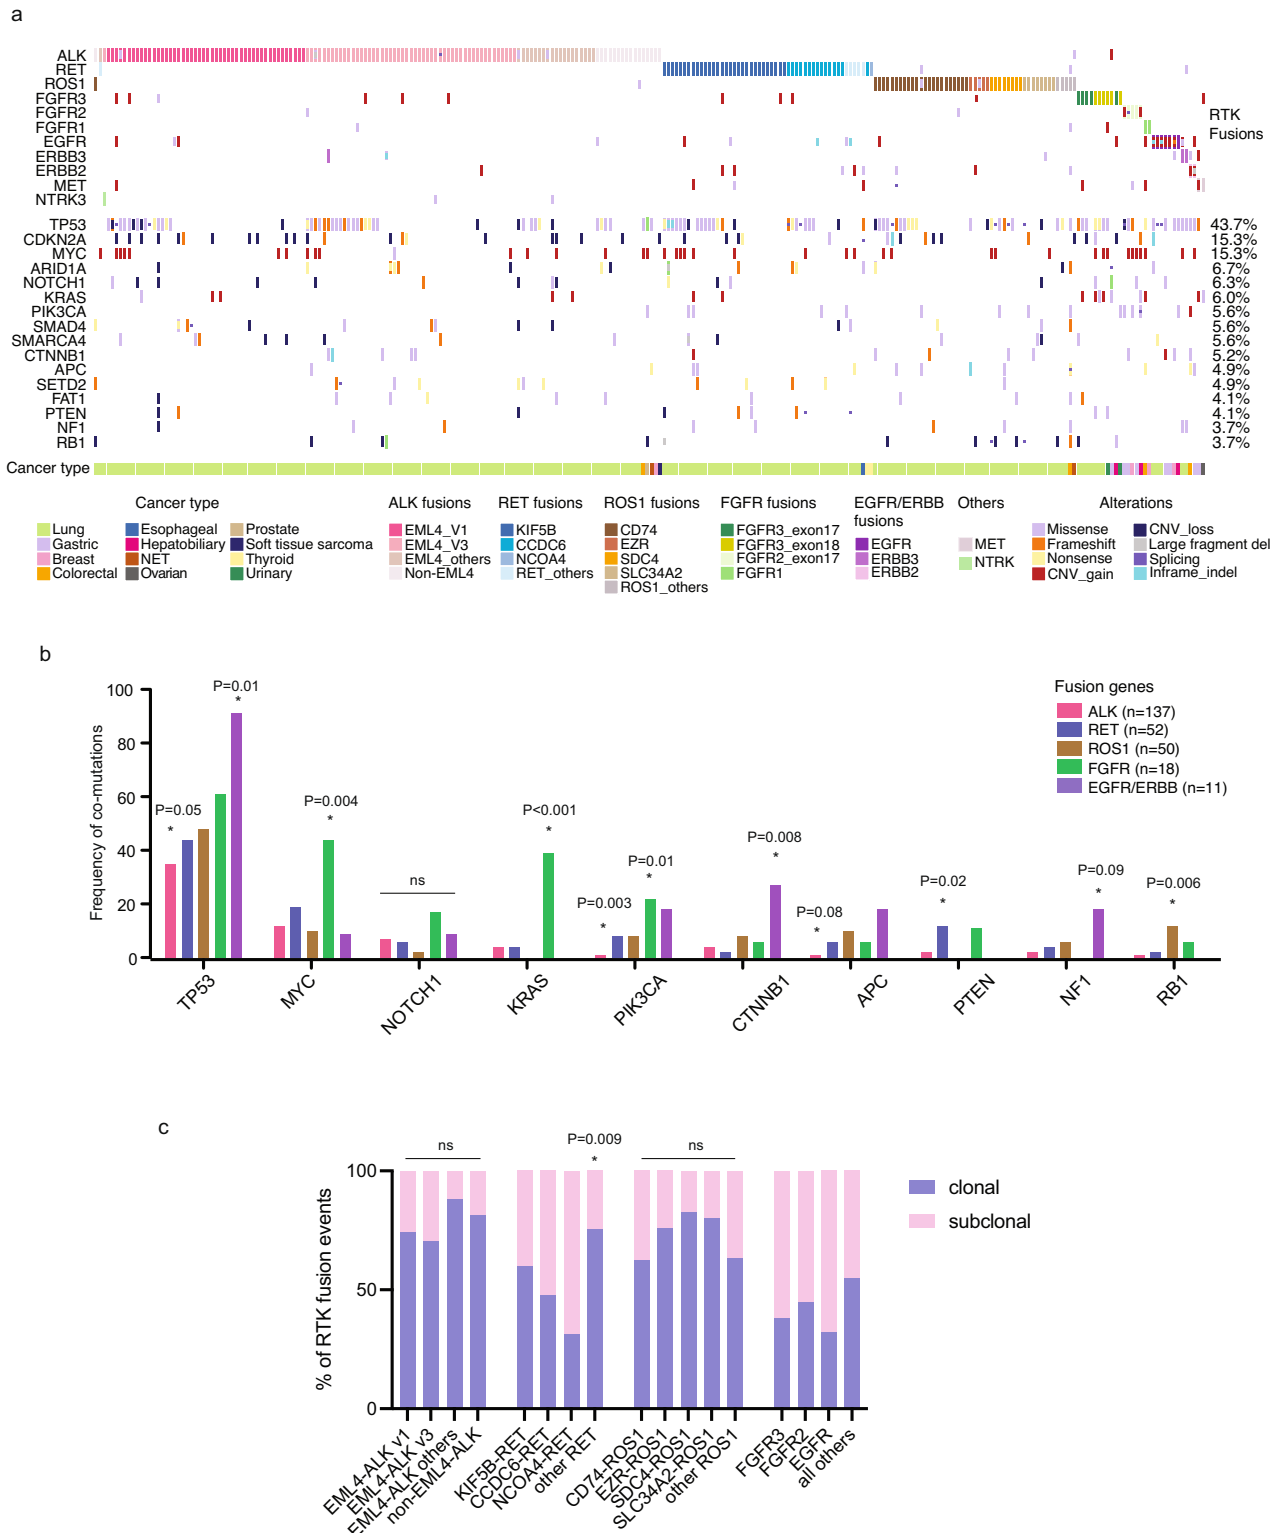 a
ALK
RET
ROS1
FGFR3
FGFR2
FGFR1
EGFR
ERBB3
ERBB2
MET
NTRK3
RTK
Fusions
TP53 43.7%
CDKN2A 15.3%
MYC 15.3%
ARID1A 6.7%
NOTCH1 6.3%
KRAS 6.0%
PIK3CA 5.6%
SMAD4 5.6%
SMARCA4 5.6%
CTNNB1 5.2%
APC 4.9%
SETD2 4.9%
FAT1 4.1%
PTEN 4.1%
NF1 3.7%
RB1 3.7%
Cancer type
Cancer type
Lung
Gastric
Breast
Colorectal
Esophageal
Hepatobiliary
NET
Ovarian
Prostate
Soft tissue sarcoma
Thyroid
Urinary
ALK fusions
EML4_V1
EML4_V3
EML4_others
Non-EML4
RET fusions
KIF5B
CCDC6
NCOA4
RET_others
ROS1 fusions
CD74
EZR
SDC4
SLC34A2
ROS1_others
FGFR fusions
FGFR3_exon17
FGFR3_exon18
FGFR2_exon17
FGFR1
EGFR/ERBB
fusions
EGFR
ERBB3
ERBB2
Others
MET
NTRK
Alterations
Missense
Frameshift
Nonsense
CNV_gain
CNV_loss
Large fragment del
Splicing
Inframe_indel
b
Frequency of co-mutations
100
80
60
40
20
0
P=0.05
*
P=0.01
*
P=0.004
*
ns
P<0.001
*
P=0.003
*
P=0.01
*
P=0.008
*
P=0.08
*
P=0.02
*
P=0.09
*
P=0.006
*
TP53
MYC
NOTCH1
KRAS
PIK3CA
CTNNB1
APC
PTEN
NF1
RB1
Fusion genes
ALK (n=137)
RET (n=52)
ROS1 (n=50)
FGFR (n=18)
EGFR/ERBB (n=11)
c
% of RTK fusion events
100
50
0
ns
P=0.009
*
ns
EML4-ALK v1
EML4-ALK v3
EML4-ALK others
non-EML4-ALK
KIF5B-RET
CCDC6-RET
NCOA4-RET
other RET
CD74-ROS1
EZR-ROS1
SDC4-ROS1
SLC34A2-ROS1
other ROS1
FGFR3
FGFR2
EGFR
all others
clonal
subclonal